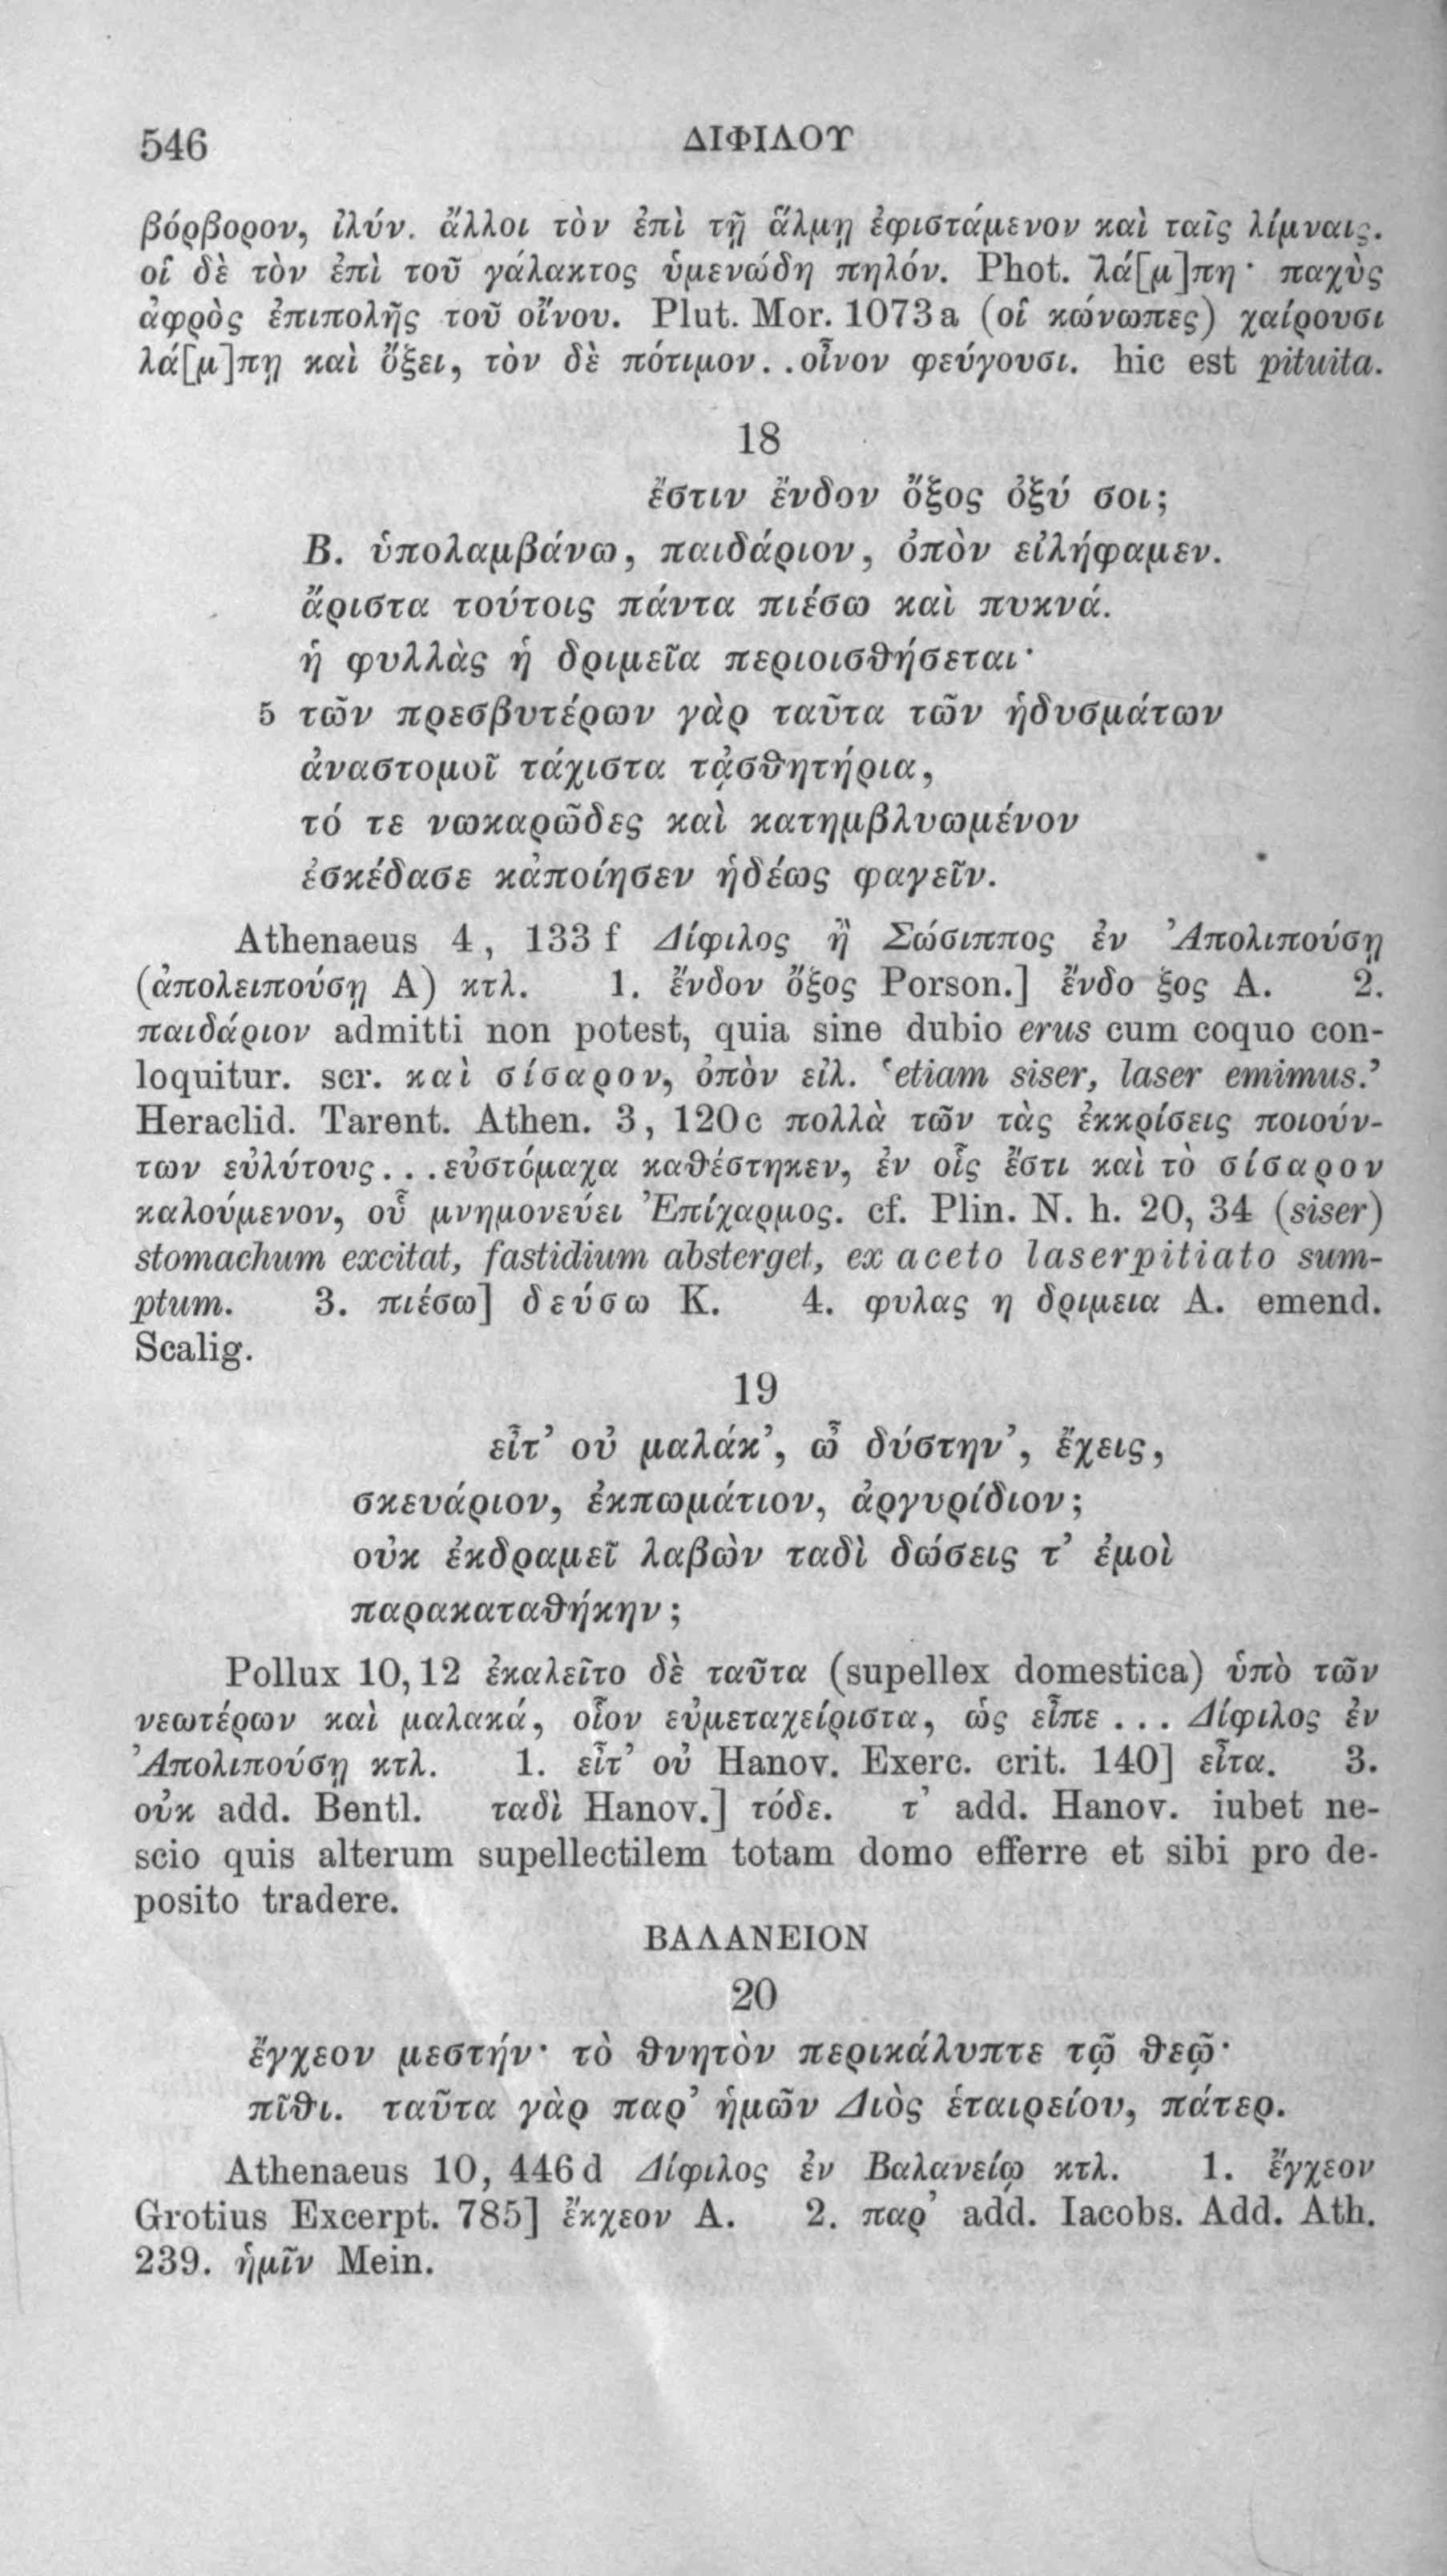 546 ΔΙΦΙΛΟΥ
βόρβορον, ἰλύν. ἄλλοι τὸν ἐπὶ τῇ ἅλμῃ ἐφιστάμενον καὶ ταῖς λίμναις.
οἱ δὲ τὸν ἐπὶ τοῦ γάλακτος ὑμενώδη πηλόν. Phot. λά[μ]πη· παχὺς
ἀφρὸς ἐπιπολῆς τοῦ οἴνου. Plut. Mor. 1073a (οἱ κώνωπες) χαίρουσι
λά[μ]πῃ καὶ ὄξει, τὸν δὲ πότιμον. .οἶνον φεύγουσι. hic est pituita.
18
ἔστιν ἔνδον ὄξος ὀξύ σοι;
Β. ὑπολαμβάνω, παιδάριον, ὀπὸν εἰλήφαμεν.
ἄριστα τούτοις πάντα πιέσω καὶ πυκνά.
ἡ φυλλὰς ἡ δριμεῖα περιοισθήσεται·
5 τῶν πρεσβυτέρων γὰρ ταῦτα τῶν ἡδυσμάτων
ἀναστομοῖ τάχιστα τᾀσθητήρια,
τό τε νωκαρῶδες καὶ κατημβλυωμένον
ἐσκέδασε κἀποίησεν ἡδέως φαγεῖν.
Athenaeus 4, 133 f Δίφιλος ἢ Σώσιππος ἐν Ἀπολιπούσῃ
(ἀπολειπούσῃ A) κτλ. 1. ἔνδον ὄξος Porson.] ἔνδο ξος A. 2.
παιδάριον admitti non potest, quia sine dubio erus cum coquo con-
loquitur. scr. καὶ σίσαρον, ὀπὸν εἰλ. ‘etiam siser, laser emimus.’
Heraclid. Tarent. Athen. 3, 120c πολλὰ τῶν τὰς ἐκκρίσεις ποιούν-
των εὐλύτους. . .εὐστόμαχα καθέστηκεν, ἐν οἷς ἔστι καὶ τὸ σίσαρον
καλούμενον, οὗ μνημονεύει Ἐπίχαρμος. cf. Plin. N. h. 20, 34 (siser)
stomachum excitat, fastidium absterget, ex aceto laserpitiato sum-
ptum. 3. πιέσω] δεύσω K. 4. φυλας η δριμεια A. emend.
Scalig.
19
εἶτ’ οὐ μαλάκ’, ὦ δύστην’, ἔχεις,
σκευάριον, ἐκπωμάτιον, ἀργυρίδιον;
οὐκ ἐκδραμεῖ λαβὼν ταδὶ δώσεις τ’ ἐμοὶ
παρακαταθήκην;
Pollux 10,12 ἐκαλεῖτο δὲ ταῦτα (supellex domestica) ὑπὸ τῶν
νεωτέρων καὶ μαλακά, οἷον εὐμεταχείριστα, ὡς εἶπε ... Δίφιλος ἐν
Ἀπολιπούσῃ κτλ. 1. εἶτ’ οὐ Hanov. Exerc. crit. 140] εἶτα. 3.
οὐκ add. Bentl. ταδὶ Hanov.] τόδε. τ’ add. Hanov. iubet ne-
scio quis alterum supellectilem totam domo efferre et sibi pro de-
posito tradere.
ΒΑΛΑΝΕΙΟΝ
20
ἔγχεον μεστήν· τὸ θνητὸν περικάλυπτε τῷ θεῷ·
πῖθι. ταῦτα γὰρ παρ’ ἡμῶν Διὸς ἑταιρείου, πάτερ.
Athenaeus 10, 446d Δίφιλος ἐν Βαλανείῳ κτλ. 1. ἔγχεον
Grotius Excerpt. 785] ἔκχεον A. 2. παρ’ add. Iacobs. Add. Ath.
239. ἡμῖν Mein.